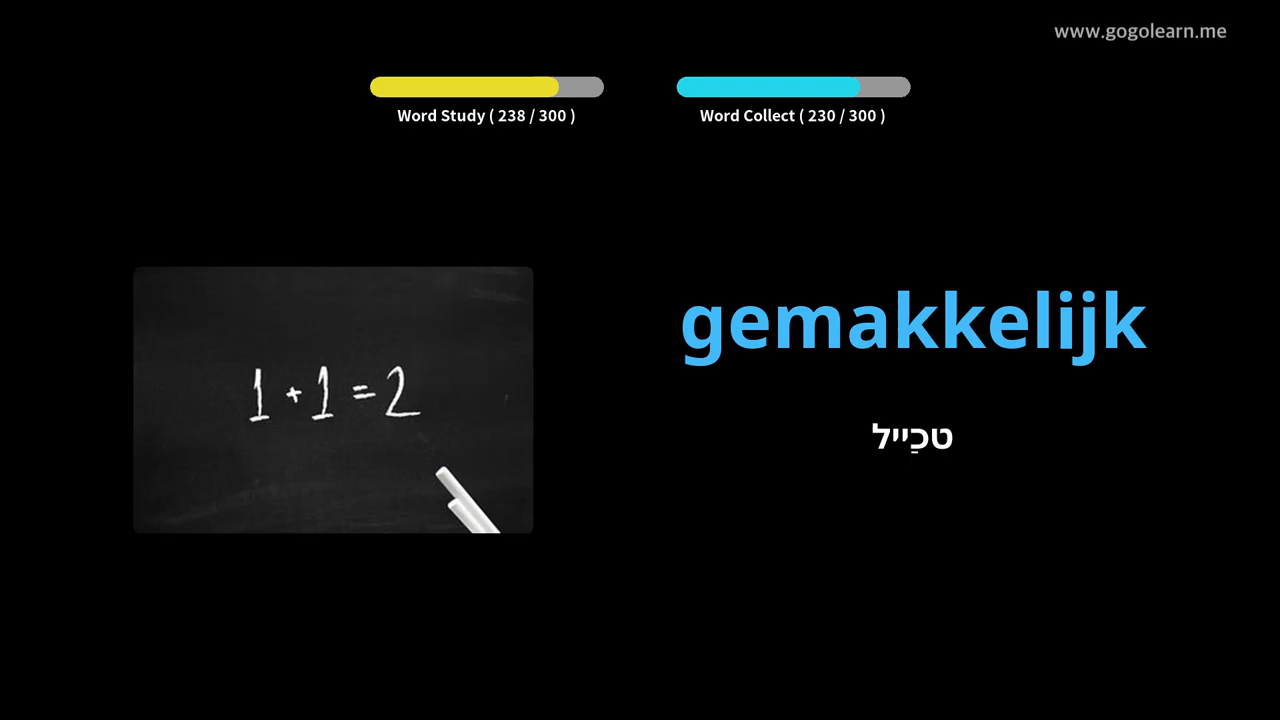 www.gogolearn.me
Word Study ( 238 / 300 )
Word Collect ( 230 / 300 )
1 + 1 = 2
gemakkelijk
טכַייל